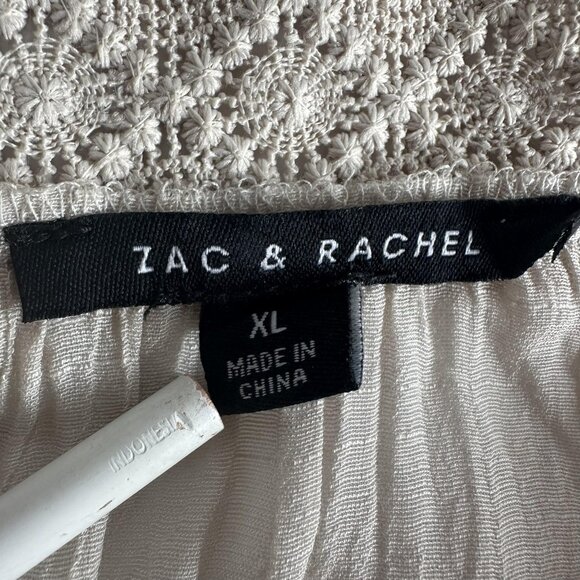 ZAC & RACHEL
XL
MADE IN
CHINA
INDONESIA